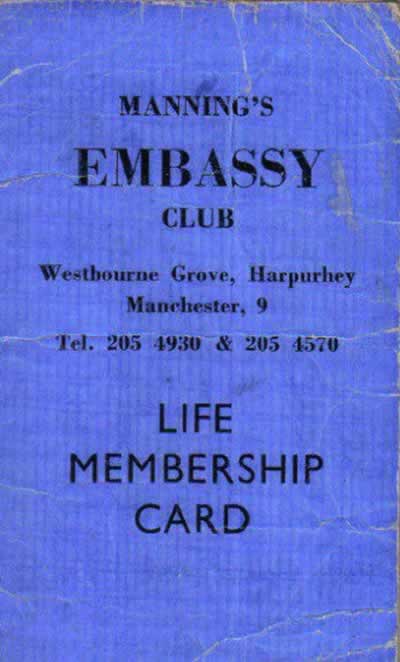 MANNING'S
EMBASSY
CLUB
Westbourne Grove, Harpurhey
Manchester, 9
Tel. 205 4930 & 205 4570
LIFE
MEMBERSHIP
CARD